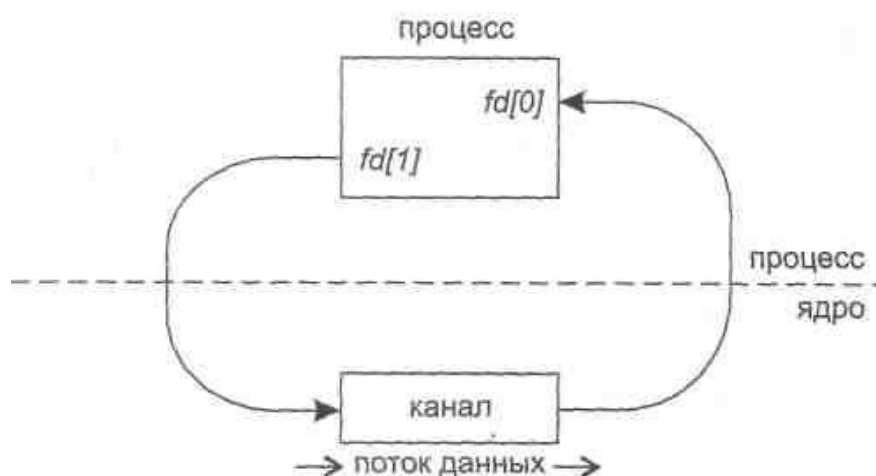 процесс
fd[0]
fd[1]
процесс
ядро
канал
поток данных